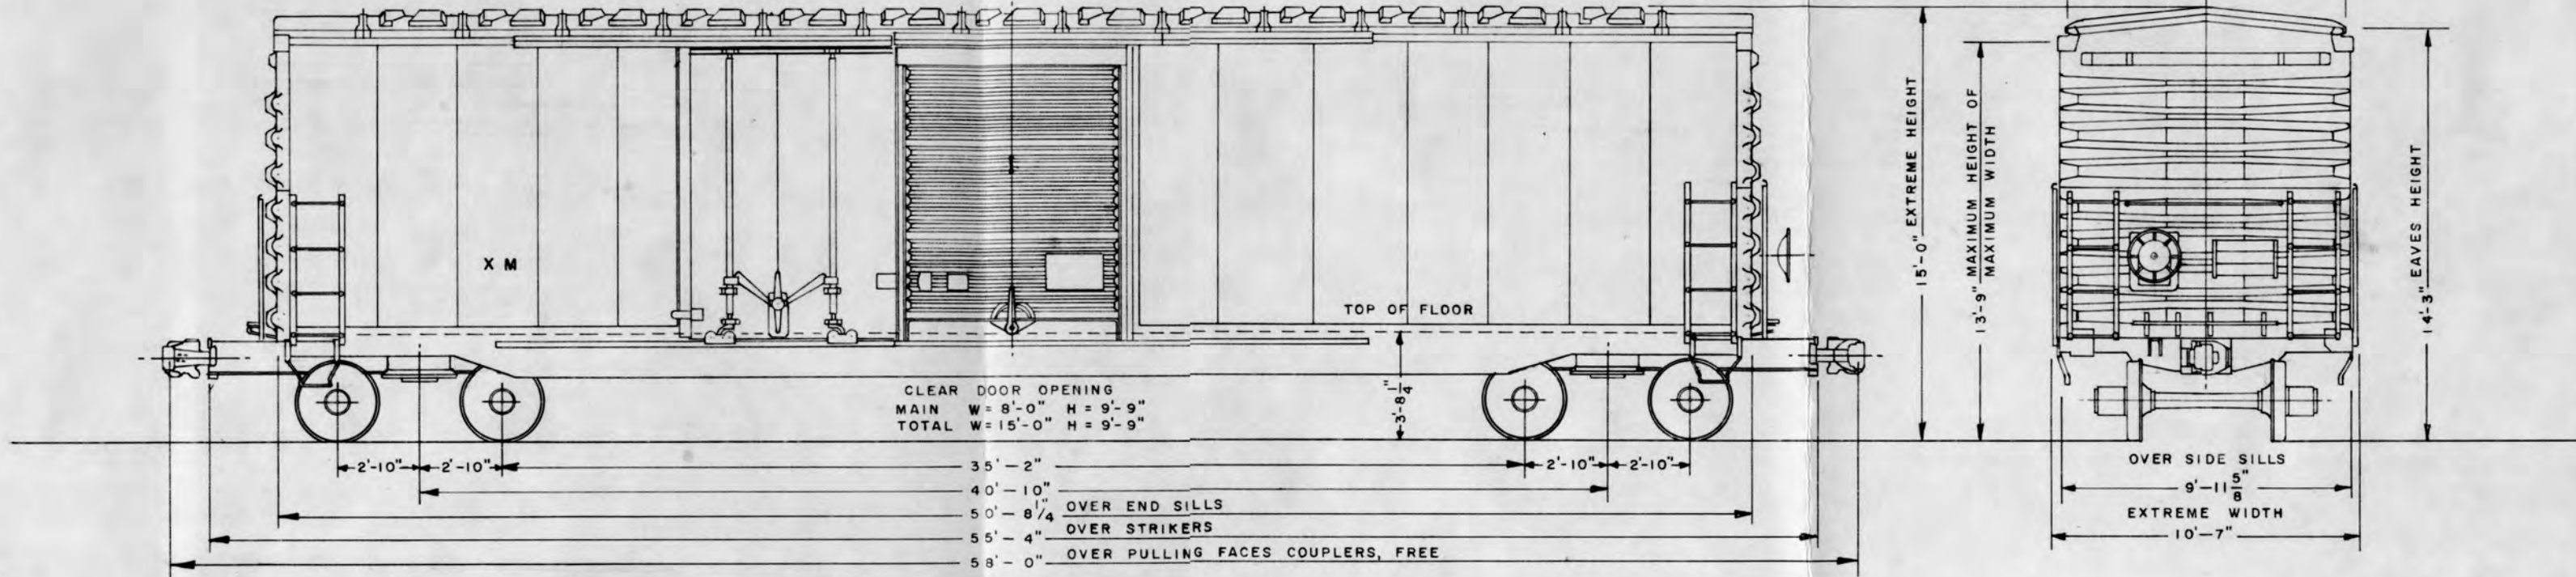 X M
TOP OF FLOOR
CLEAR DOOR OPENING
MAIN W = 8'-0" H = 9'-9"
TOTAL W = 15'-0" H = 9'-9"
3'-8 1/4"
2'-10" 2'-10" 35'-2" 2'-10" 2'-10"
40'-10"
50'-8 1/4" OVER END SILLS
55'-4" OVER STRIKERS
58'-0" OVER PULLING FACES COUPLERS, FREE
15'-0" EXTREME HEIGHT
13'-9" MAXIMUM HEIGHT OF
MAXIMUM WIDTH
14'-3" EAVES HEIGHT
OVER SIDE SILLS
9'-11 5/8"
EXTREME WIDTH
10'-7"